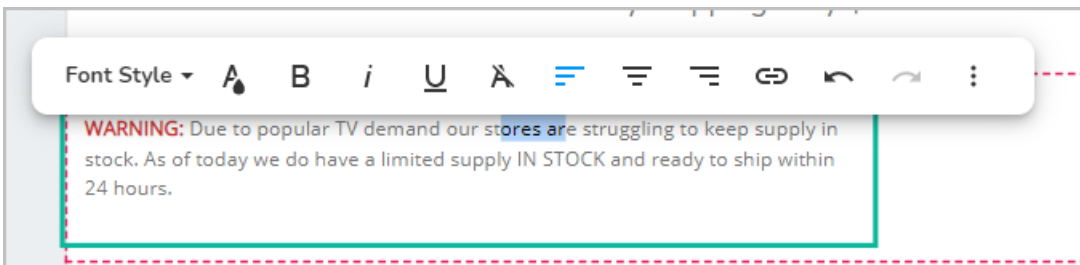 Font Style
A B i U A
WARNING: Due to popular TV demand our stores are struggling to keep supply in
stock. As of today we do have a limited supply IN STOCK and ready to ship within
24 hours.